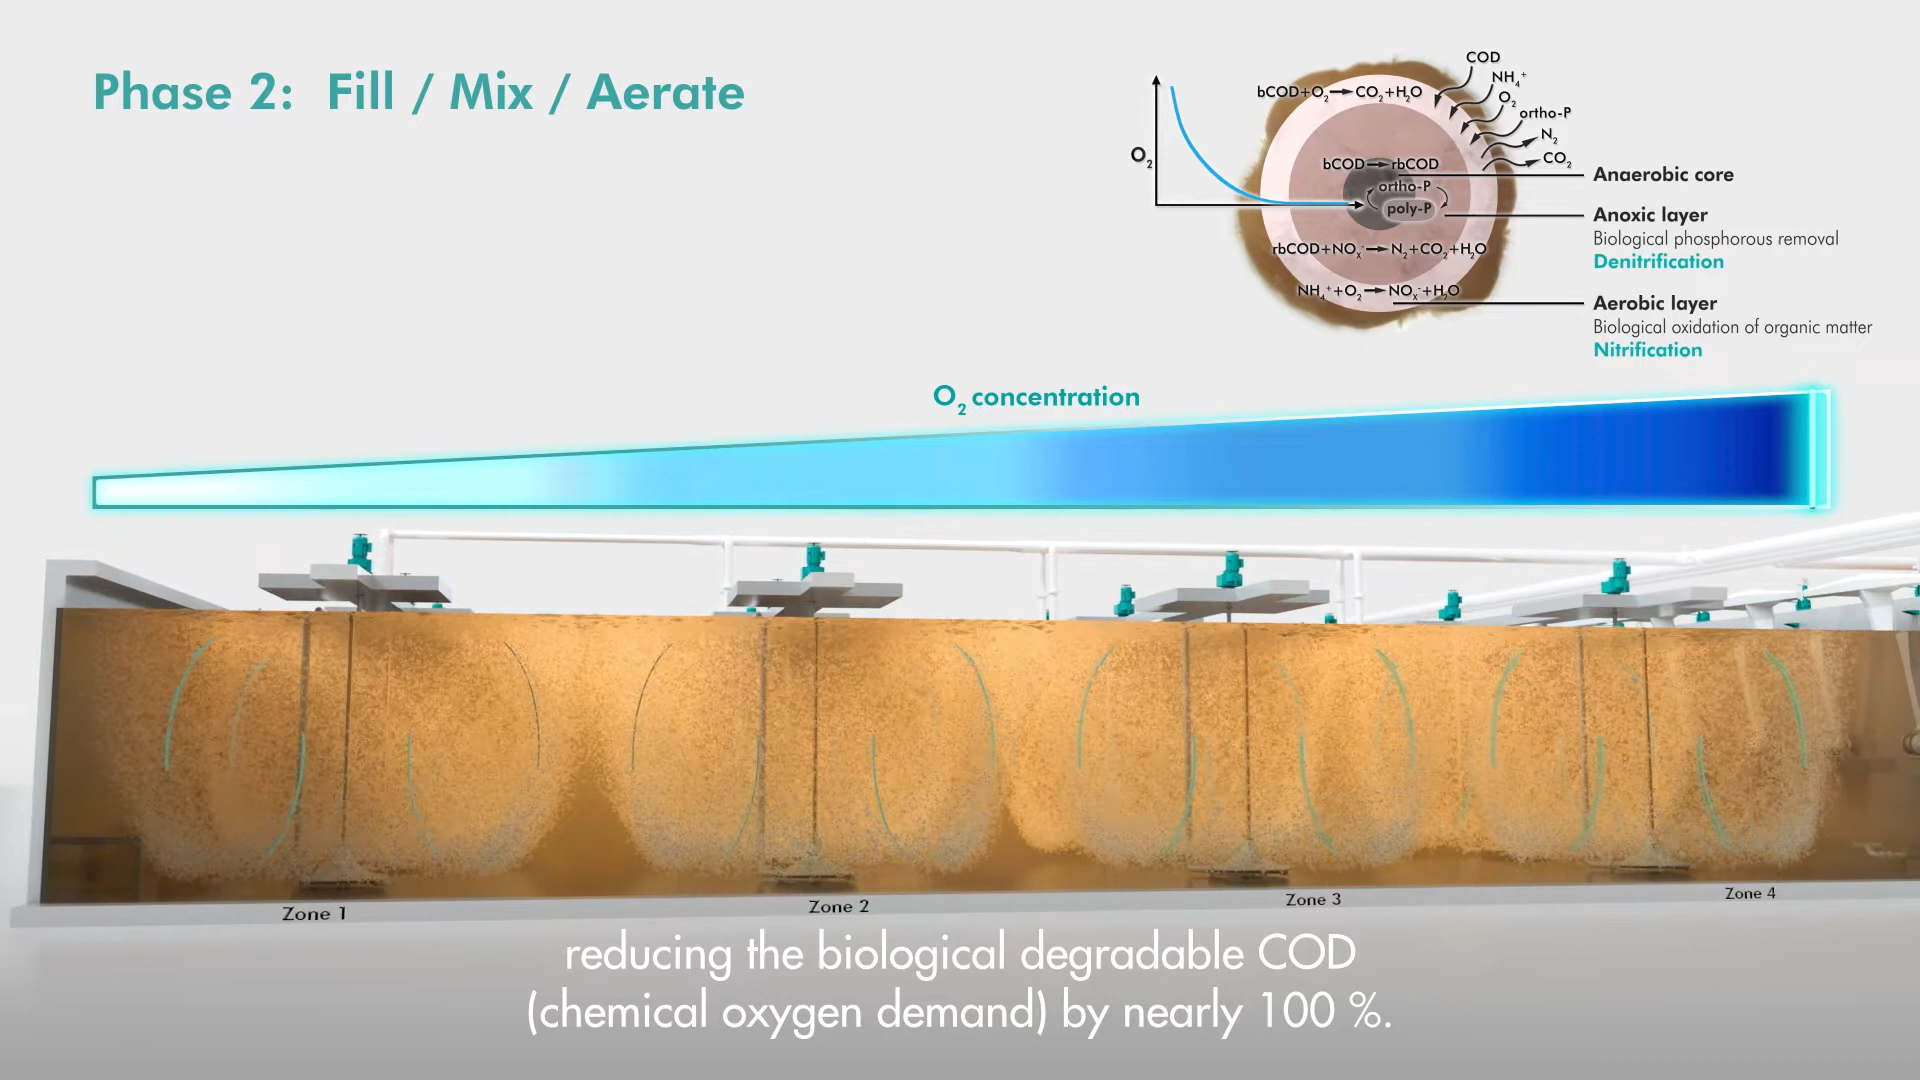 Phase 2: Fill / Mix / Aerate
COD
NH₄⁺
O₂
ortho-P
N₂
CO₂
bCOD+O₂→CO₂+H₂O
O₂
bCOD→rbCOD
ortho-P
poly-P
rbCOD+NOₓ⁻→N₂+CO₂+H₂O
NH₄⁺+O₂→NOₓ⁻+H₂O
Anaerobic core
Anoxic layer
Biological phosphorous removal
Denitrification
Aerobic layer
Biological oxidation of organic matter
Nitrification
O₂ concentration
Zone 1
Zone 2
Zone 3
Zone 4
reducing the biological degradable COD
(chemical oxygen demand) by nearly 100 %.